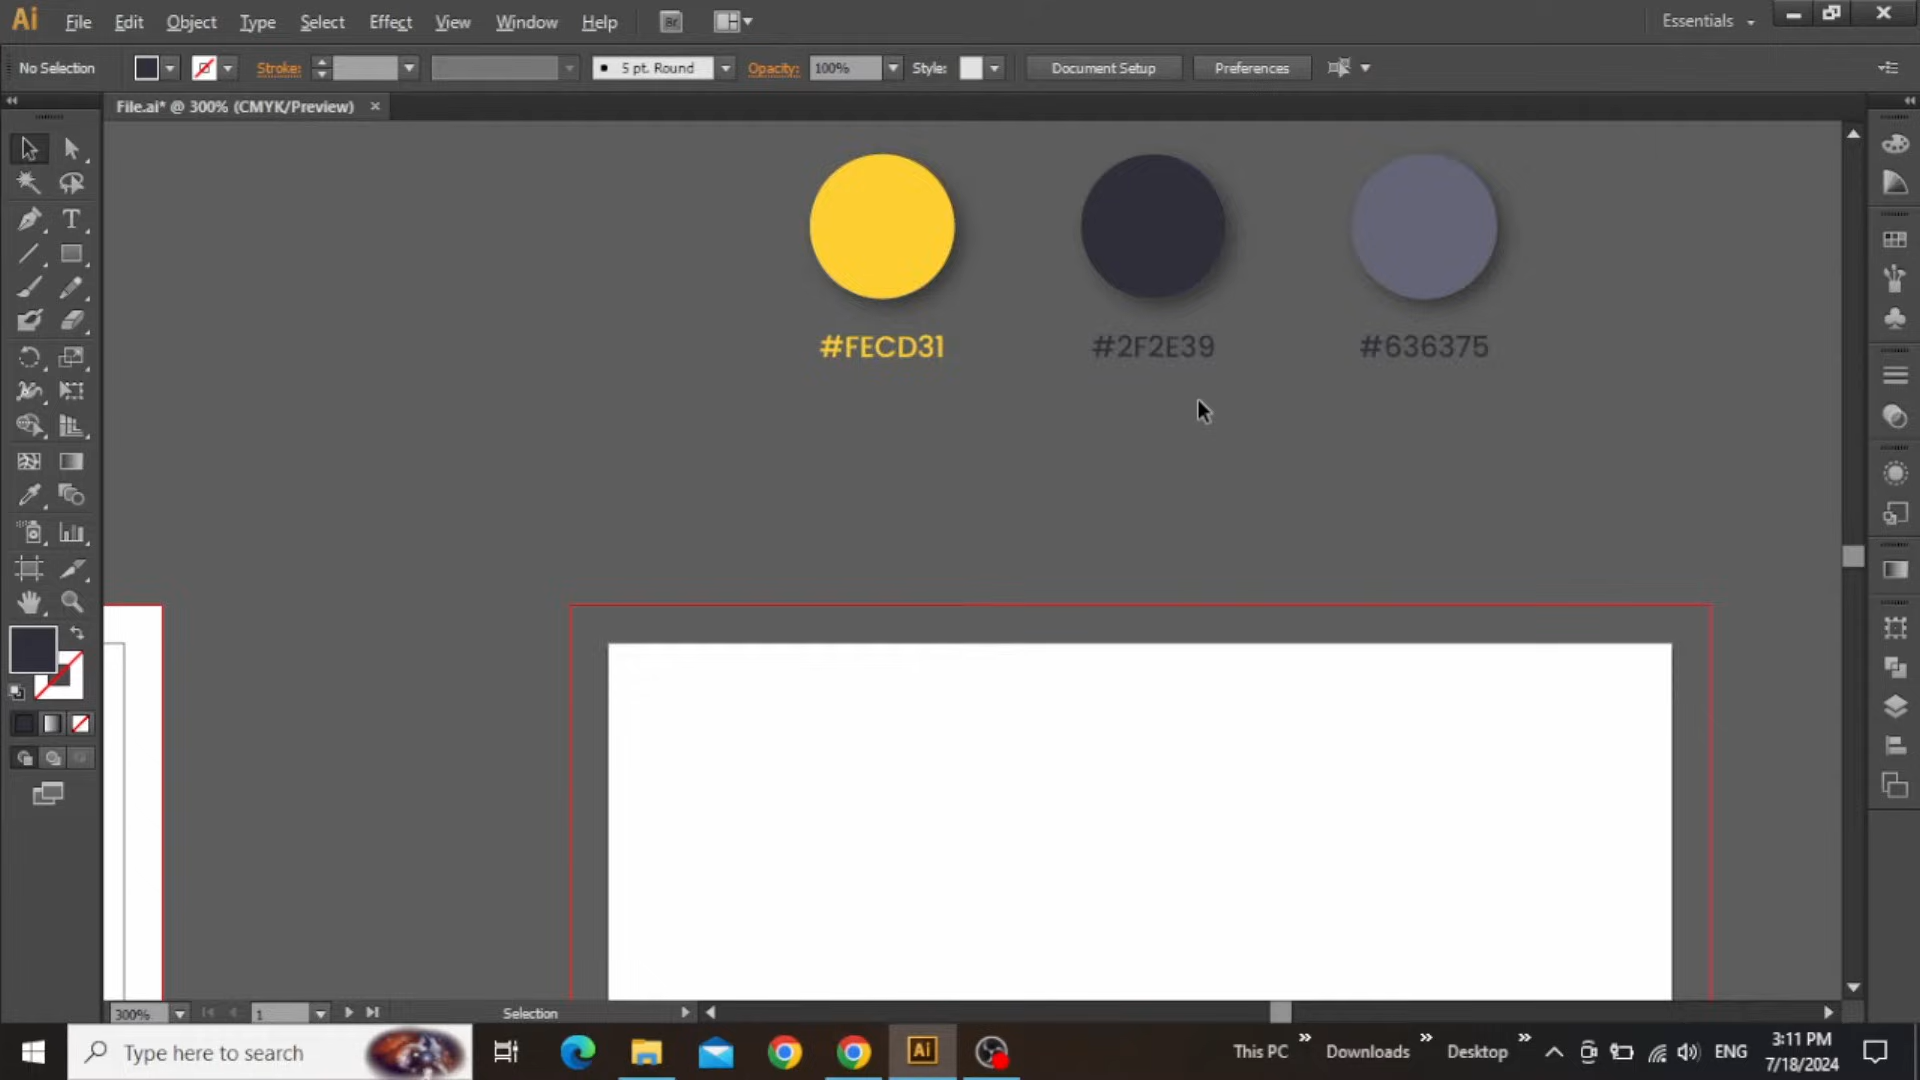 Ai File Edit Object Type Select Effect View Window Help Br Essentials
No Selection Stroke: 5 pt. Round Opacity: 100% Style: Document Setup Preferences
File.ai* @ 300% (CMYK/Preview)
#FECD31 #2F2E39 #636375
300% 1 Selection
Type here to search Ai This PC Downloads Desktop ENG 3:11 PM
7/18/2024